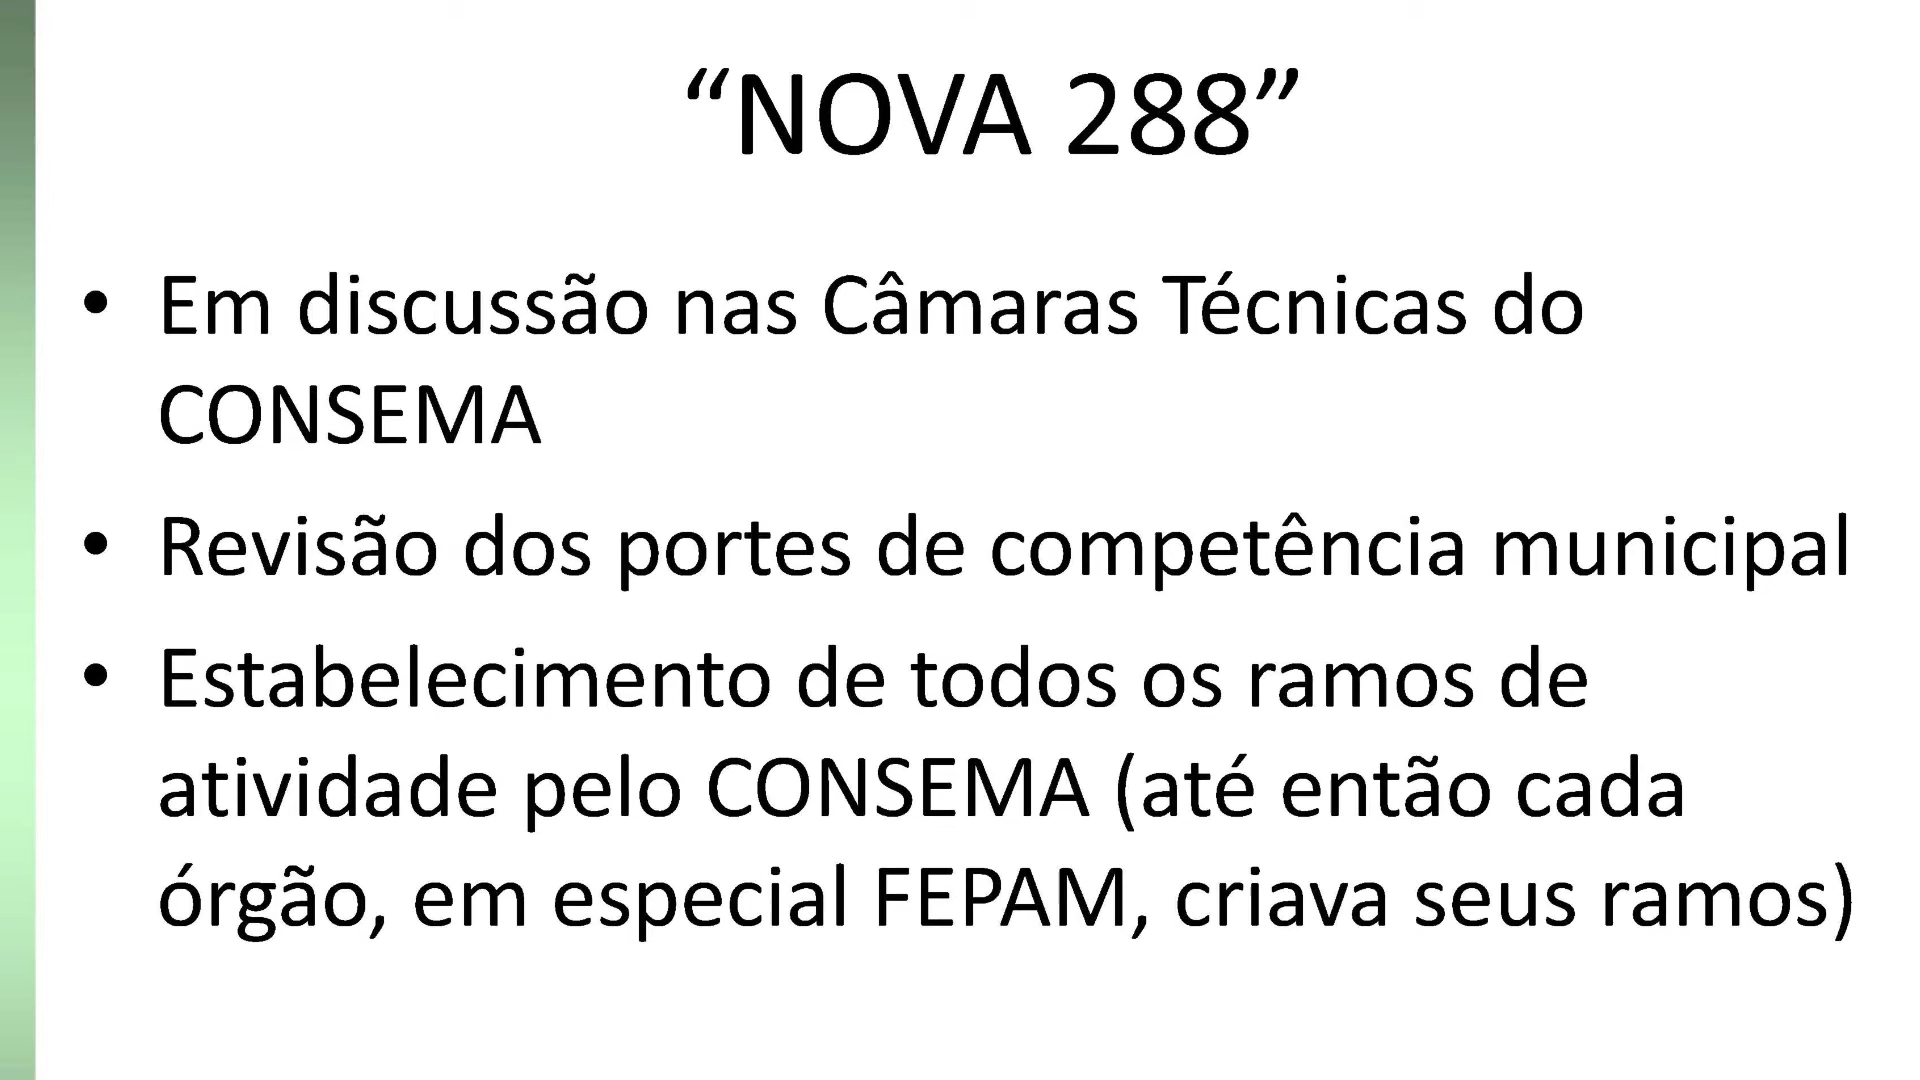 “NOVA 288”
• Em discussão nas Câmaras Técnicas do
CONSEMA
• Revisão dos portes de competência municipal
• Estabelecimento de todos os ramos de
atividade pelo CONSEMA (até então cada
órgão, em especial FEPAM, criava seus ramos)